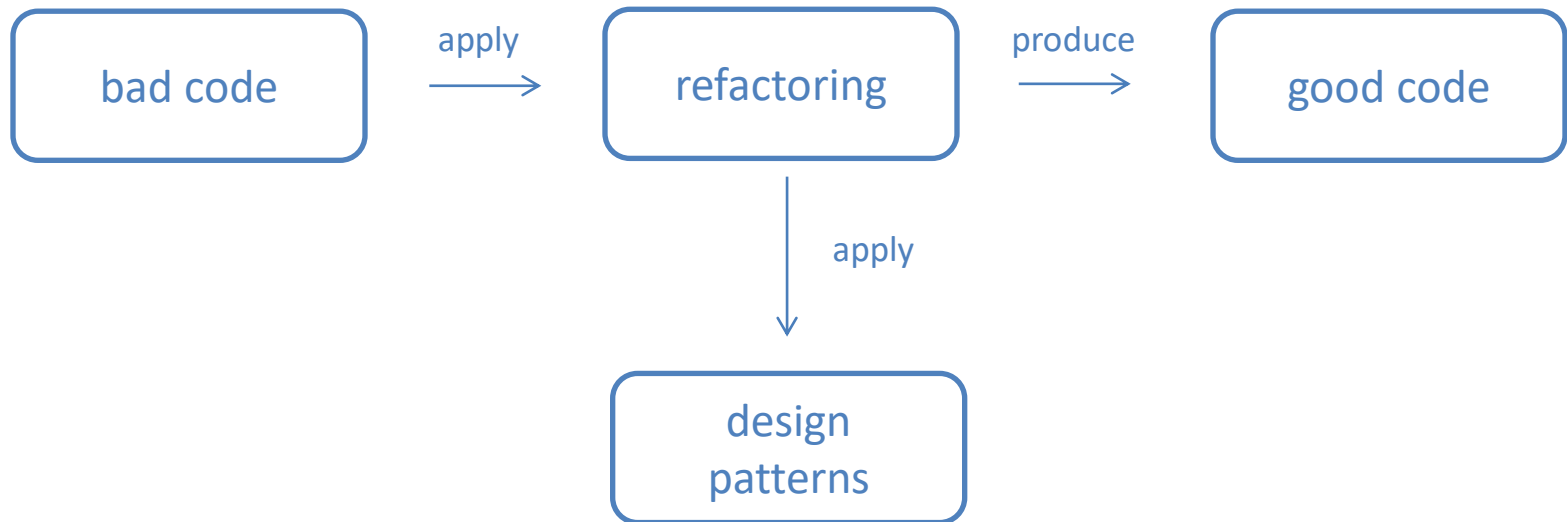 apply
produce
bad code
refactoring
good code
apply
design
patterns